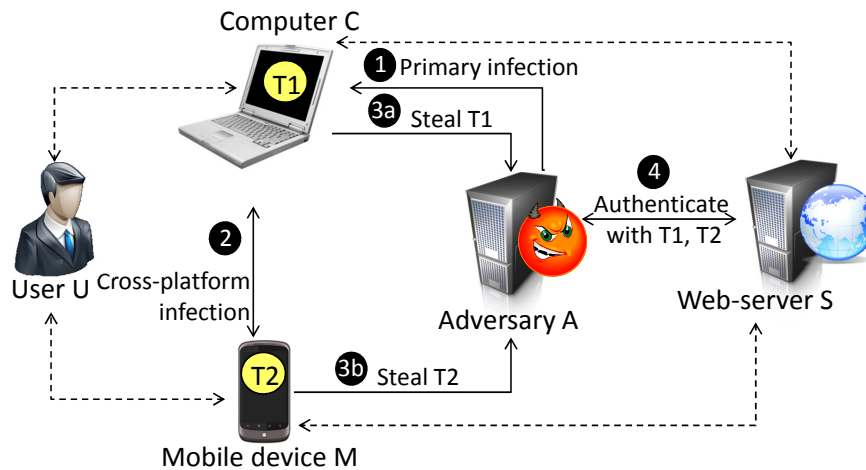 Computer C
T1
1 Primary infection
3a Steal T1
4
Authenticate
with T1, T2
2
Cross-platform
infection
User U
Adversary A
Web-server S
T2
3b Steal T2
Mobile device M